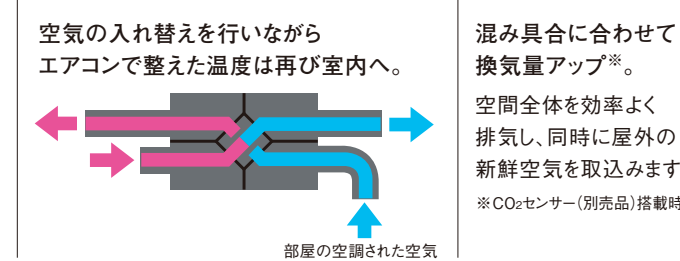 空気の入れ替えを行いながら
エアコンで整えた温度は再び室内へ。
部屋の空調された空気
混み具合に合わせて
換気量アップ※。
空間全体を効率よく
排気し、同時に屋外の
新鮮空気を取込みます
※CO2センサー（別売品）搭載時